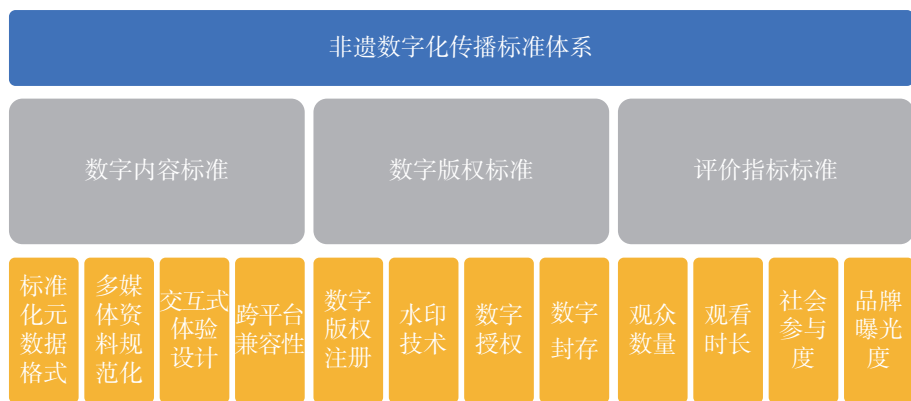 非遗数字化传播标准体系
数字内容标准
数字版权标准
评价指标标准
标准
化元
数据
格式
多媒
体资
料规
范化
交互式
体验
设计
跨平台
兼容性
数字
版权
注册
水印
技术
数字
授权
数字
封存
观众
数量
观看
时长
社会
参与
度
品牌
曝光
度